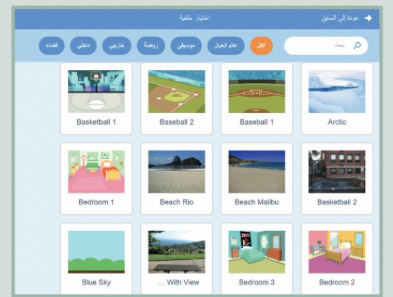 عودة إلى السابق
اختيار خلفية
بحث
الكل
عالم الخيال
موسيقى
رياضة
خارجي
داخلي
فضاء
Arctic
Baseball 1
Baseball 2
Basketball 1
Basketball 2
Beach Malibu
Beach Rio
Bedroom 1
Bedroom 2
Bedroom 3
With View ...
Blue Sky